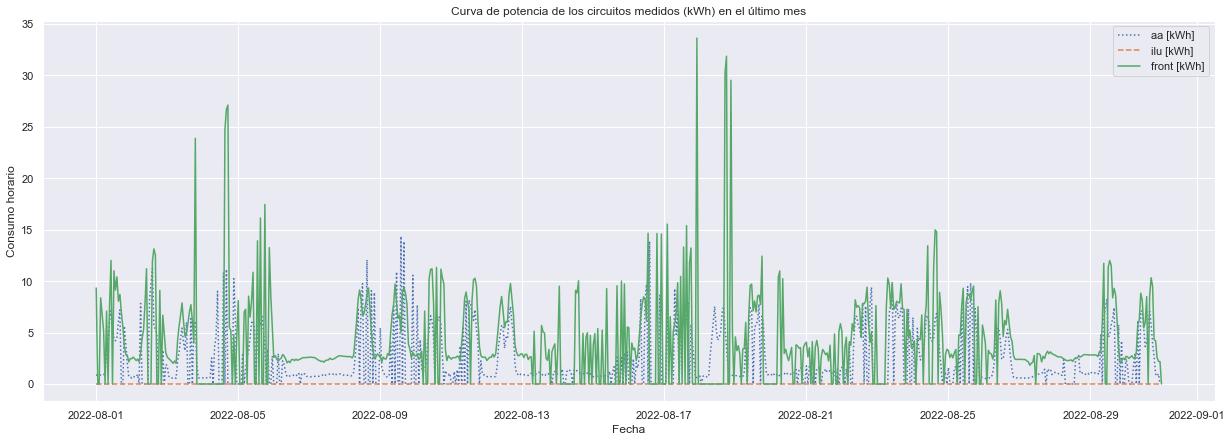 Curva de potencia de los circuitos medidos (kWh) en el último mes
35
30
25
20
15
10
5
0
Consumo horario
aa [kWh]
ilu [kWh]
front [kWh]
2022-08-01 2022-08-05 2022-08-09 2022-08-13 2022-08-17 2022-08-21 2022-08-25 2022-08-29 2022-09-01
Fecha